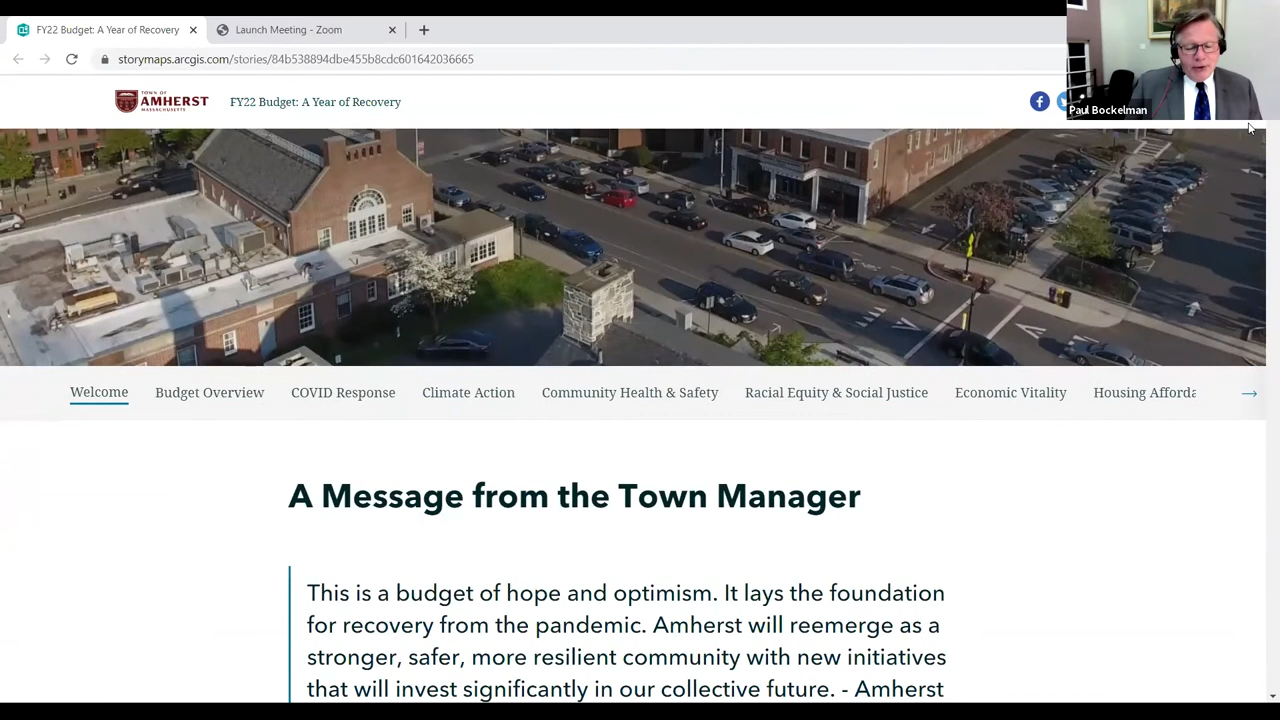 FY22 Budget: A Year of Recovery
Launch Meeting - Zoom
storymaps.arcgis.com/stories/84b538894dbe455b8cdc601642036665
Paul Bockelman
TOWN OF
AMHERST
MASSACHUSETTS
FY22 Budget: A Year of Recovery
Welcome
Budget Overview
COVID Response
Climate Action
Community Health & Safety
Racial Equity & Social Justice
Economic Vitality
Housing Afforda
A Message from the Town Manager
This is a budget of hope and optimism. It lays the foundation
for recovery from the pandemic. Amherst will reemerge as a
stronger, safer, more resilient community with new initiatives
that will invest significantly in our collective future. - Amherst